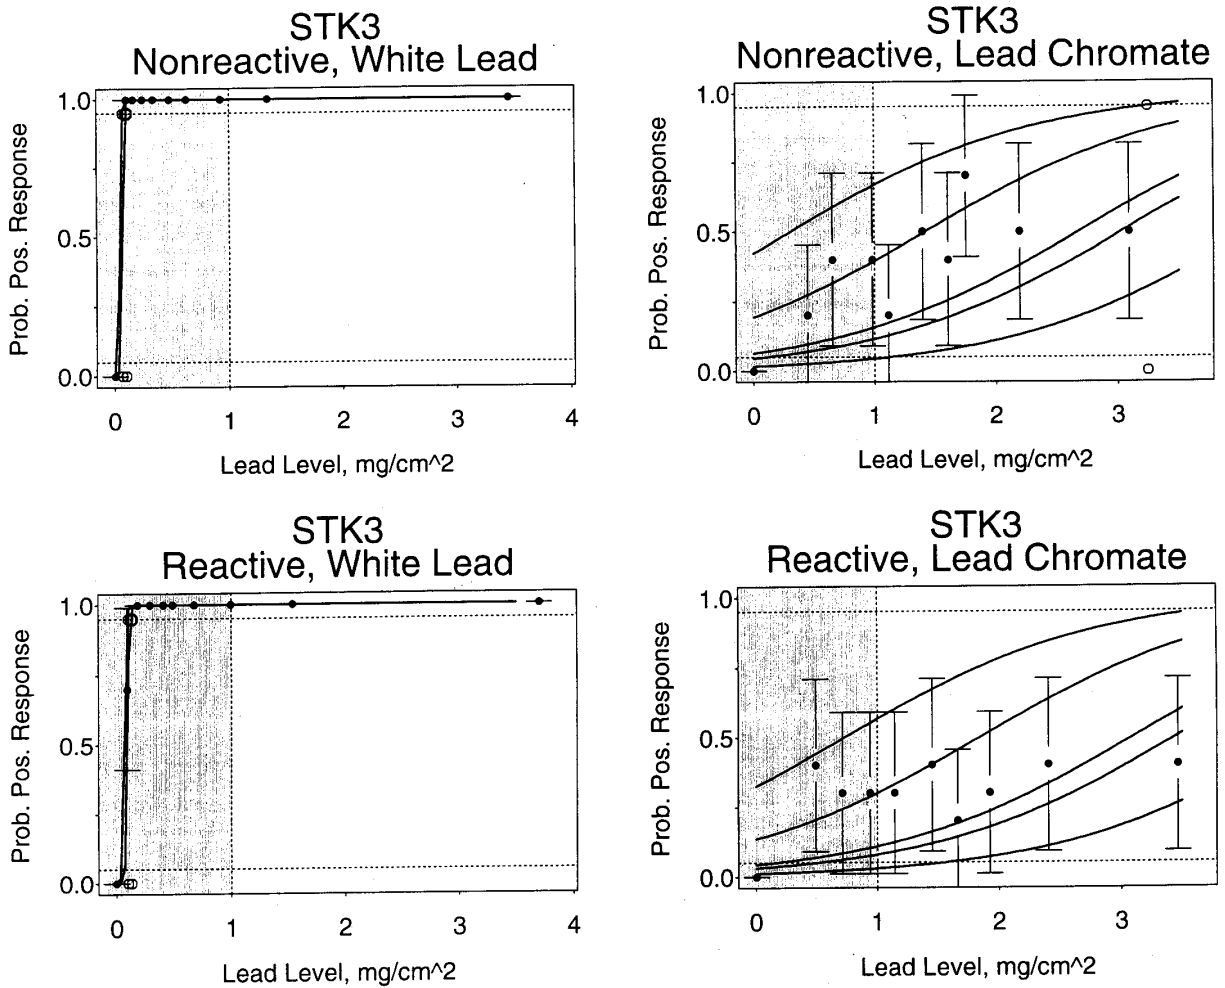 STK3
Nonreactive, White Lead
1.0
0.5
0.0
Prob. Pos. Response
0 1 2 3 4
Lead Level, mg/cm^2
STK3
Nonreactive, Lead Chromate
1.0
0.5
0.0
Prob. Pos. Response
0 1 2 3
Lead Level, mg/cm^2
STK3
Reactive, White Lead
1.0
0.5
0.0
Prob. Pos. Response
0 1 2 3 4
Lead Level, mg/cm^2
STK3
Reactive, Lead Chromate
1.0
0.5
0.0
Prob. Pos. Response
0 1 2 3
Lead Level, mg/cm^2